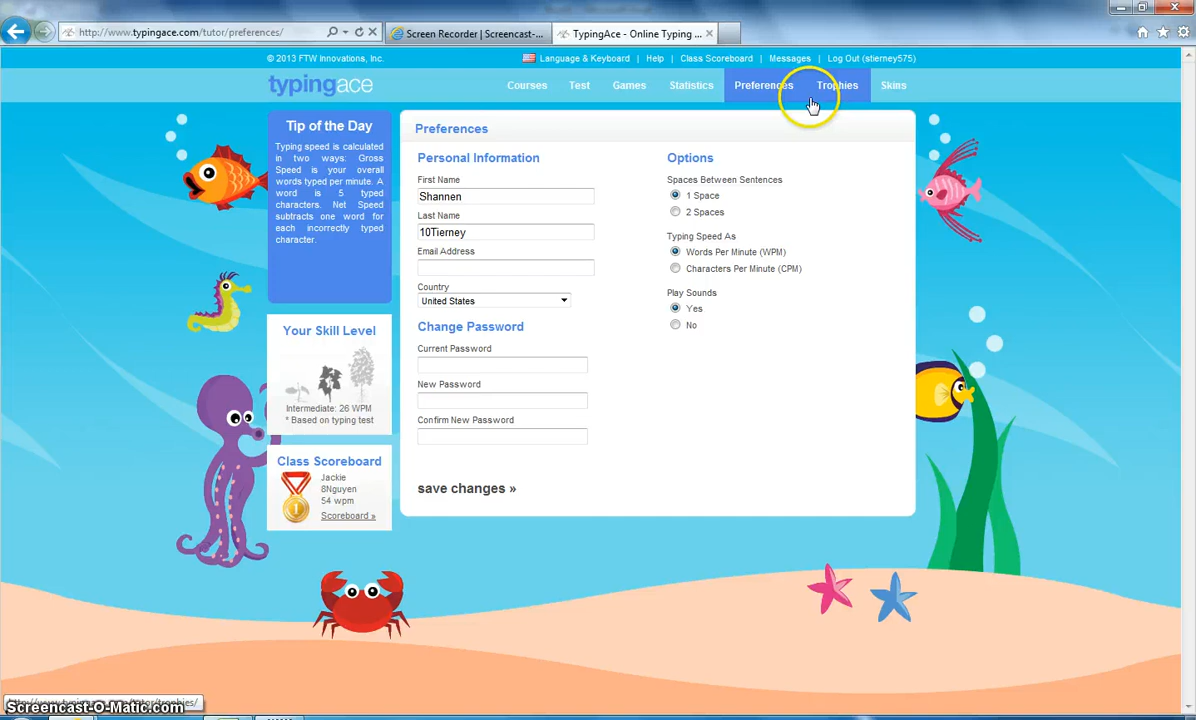 http://www.typingace.com/tutor/preferences/
Screen Recorder | Screencast-...
TypingAce - Online Typing ...
© 2013 FTW Innovations, Inc.
Language & Keyboard | Help | Class Scoreboard | Messages | Log Out (stierney575)
typingace
Courses Test Games Statistics Preferences Trophies Skins
Tip of the Day
Typing speed is calculated
in two ways: Gross
Speed is your overall
words typed per minute. A
word is 5 typed
characters. Net Speed
subtracts one word for
each incorrectly typed
character.
Your Skill Level
Intermediate: 26 WPM
* Based on typing test
Class Scoreboard
1
Jackie
8Nguyen
54 wpm
Scoreboard »
Preferences
Personal Information
First Name
Shannen
Last Name
10Tierney
Email Address
Country
United States
Change Password
Current Password
New Password
Confirm New Password
save changes »
Options
Spaces Between Sentences
1 Space
2 Spaces
Typing Speed As
Words Per Minute (WPM)
Characters Per Minute (CPM)
Play Sounds
Yes
No
Screencast-O-Matic.com